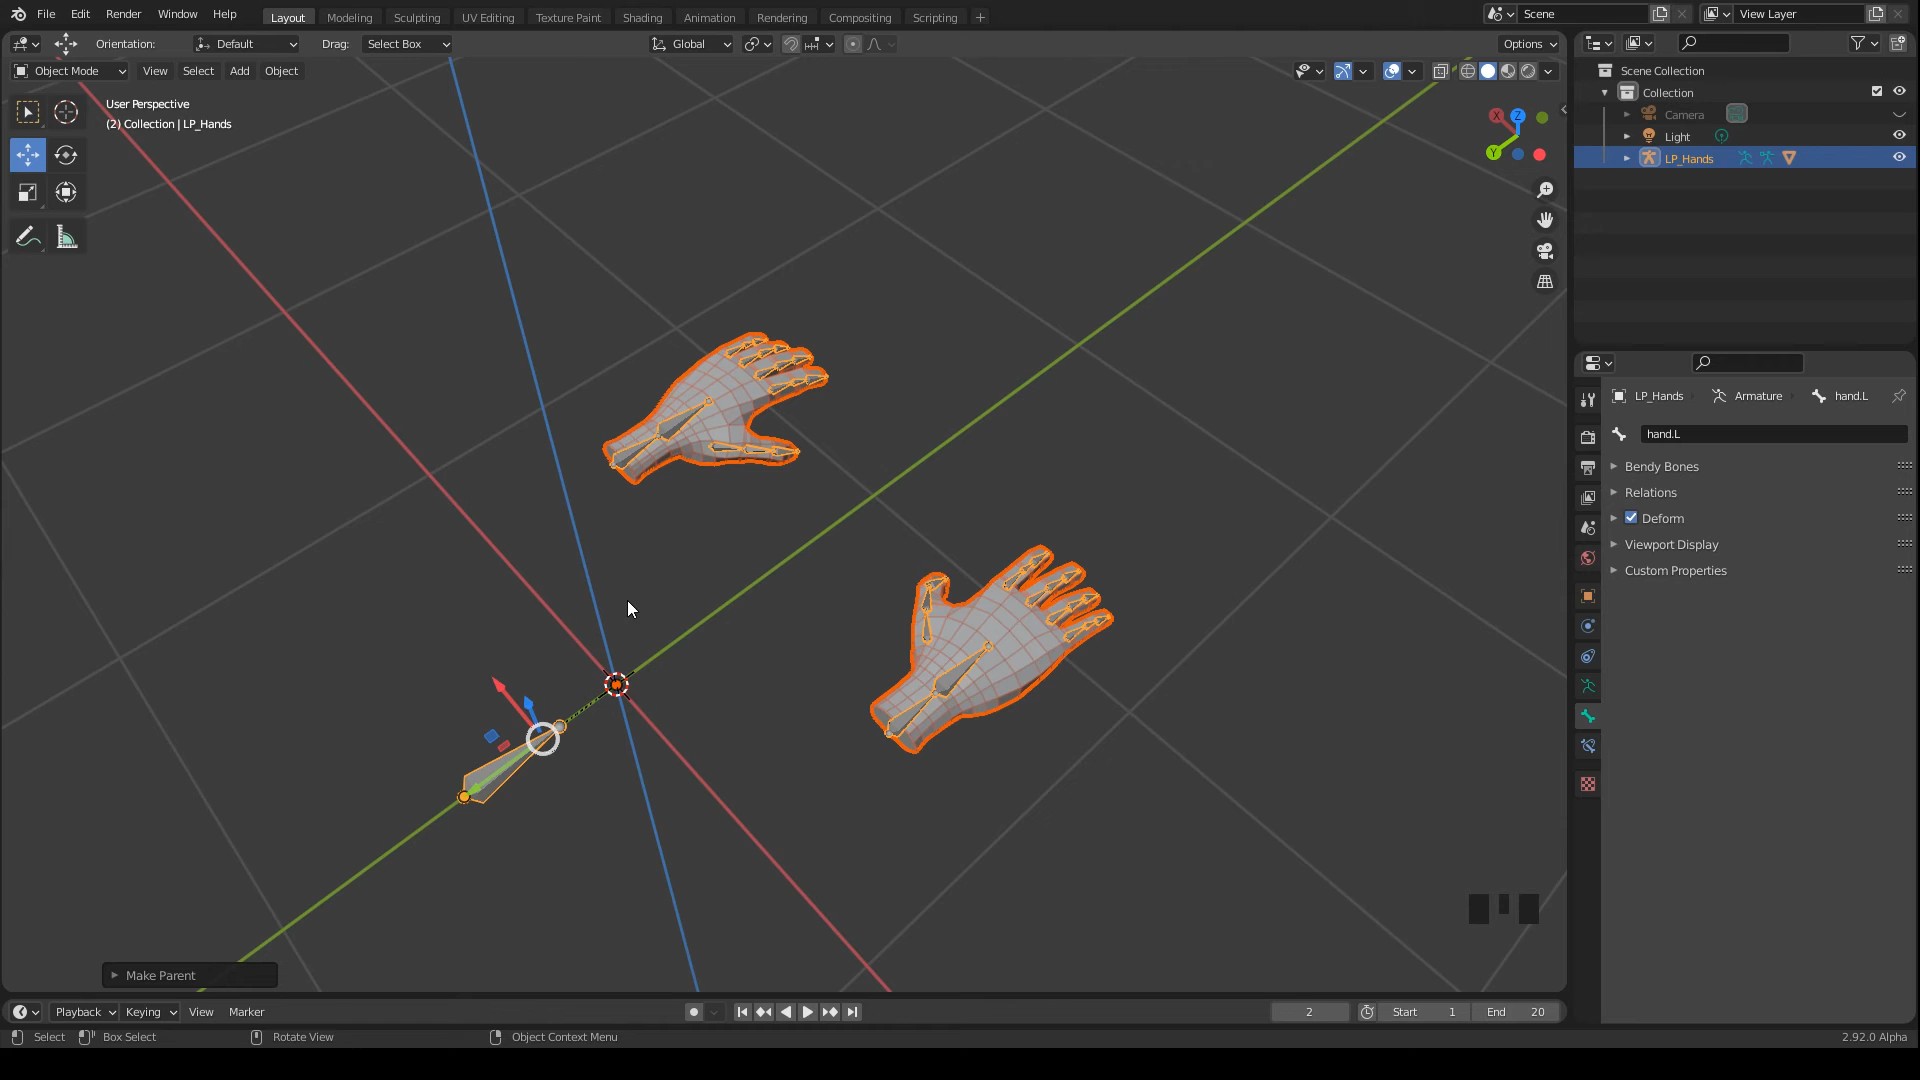 File Edit Render Window Help Layout Modeling Sculpting UV Editing Texture Paint Shading Animation Rendering Compositing Scripting Scene View Layer
Orientation: Default Drag: Select Box Global Options
Object Mode View Select Add Object
User Perspective
(2) Collection | LP_Hands
X Z
Y
Scene Collection
Collection
Camera
Light
LP_Hands
LP_Hands Armature hand.L
hand.L
Bendy Bones
Relations
Deform
Viewport Display
Custom Properties
Make Parent
Playback Keying View Marker 2 Start 1 End 20
Select Box Select Rotate View Object Context Menu 2.92.0 Alpha